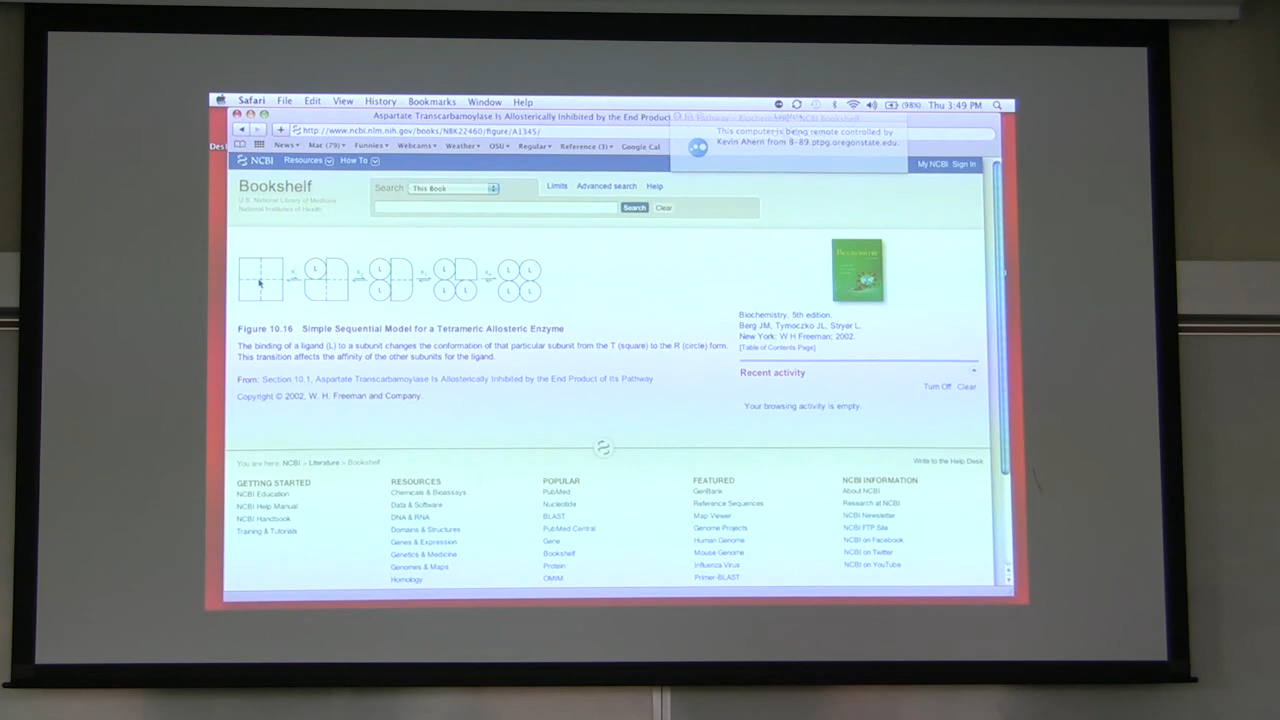 Safari File Edit View History Bookmarks Window Help (98%) Thu 3:49 PM
Aspartate Transcarbamoylase Is Allosterically Inhibited by the End Product
http://www.ncbi.nlm.nih.gov/books/NBK22460/figure/A1345/
This computer is being remote controlled by
Kevin Ahern from 8-89.ptpg.oregonstate.edu.
News Mac (79) Funnies Webcams Weather OSU Regular Reference (3) Google Cal
NCBI Resources How To My NCBI Sign In
Bookshelf
U.S. National Library of Medicine
National Institutes of Health
Search This Book Limits Advanced search Help
Search Clear
L L L L L L L L L L
Figure 10.16 Simple Sequential Model for a Tetrameric Allosteric Enzyme
The binding of a ligand (L) to a subunit changes the conformation of that particular subunit from the T (square) to the R (circle) form.
This transition affects the affinity of the other subunits for the ligand.
From: Section 10.1, Aspartate Transcarbamoylase Is Allosterically Inhibited by the End Product of Its Pathway
Copyright © 2002, W. H. Freeman and Company.
Biochemistry. 5th edition.
Berg JM, Tymoczko JL, Stryer L.
New York: W H Freeman; 2002.
[Table of Contents Page]
Recent activity
Turn Off Clear
Your browsing activity is empty.
You are here: NCBI > Literature > Bookshelf
Write to the Help Desk
GETTING STARTED
NCBI Education
NCBI Help Manual
NCBI Handbook
Training & Tutorials
RESOURCES
Chemicals & Bioassays
Data & Software
DNA & RNA
Domains & Structures
Genes & Expression
Genetics & Medicine
Genomes & Maps
Homology
POPULAR
PubMed
Nucleotide
BLAST
PubMed Central
Gene
Bookshelf
Protein
OMIM
FEATURED
GenBank
Reference Sequences
Map Viewer
Genome Projects
Human Genome
Mouse Genome
Influenza Virus
Primer-BLAST
NCBI INFORMATION
About NCBI
Research at NCBI
NCBI Newsletter
NCBI FTP Site
NCBI on Facebook
NCBI on Twitter
NCBI on YouTube